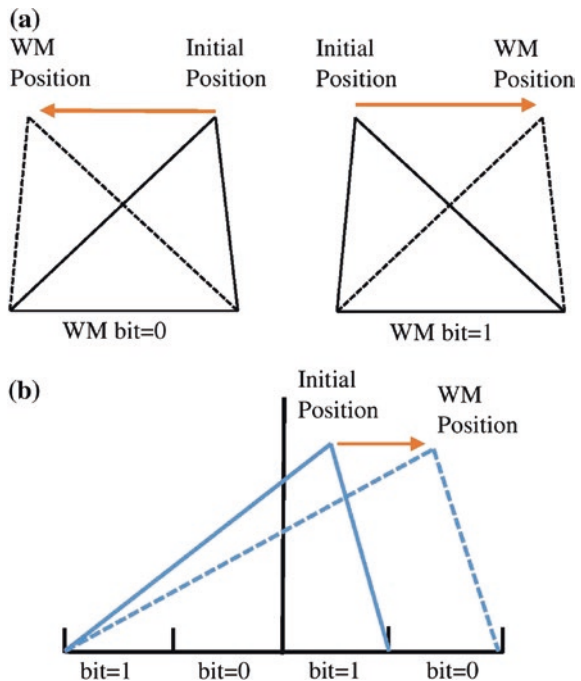 (a)
WM
Position
Initial
Position
Initial
Position
WM
Position
WM bit=0
WM bit=1
(b)
Initial
Position
WM
Position
bit=1
bit=0
bit=1
bit=0